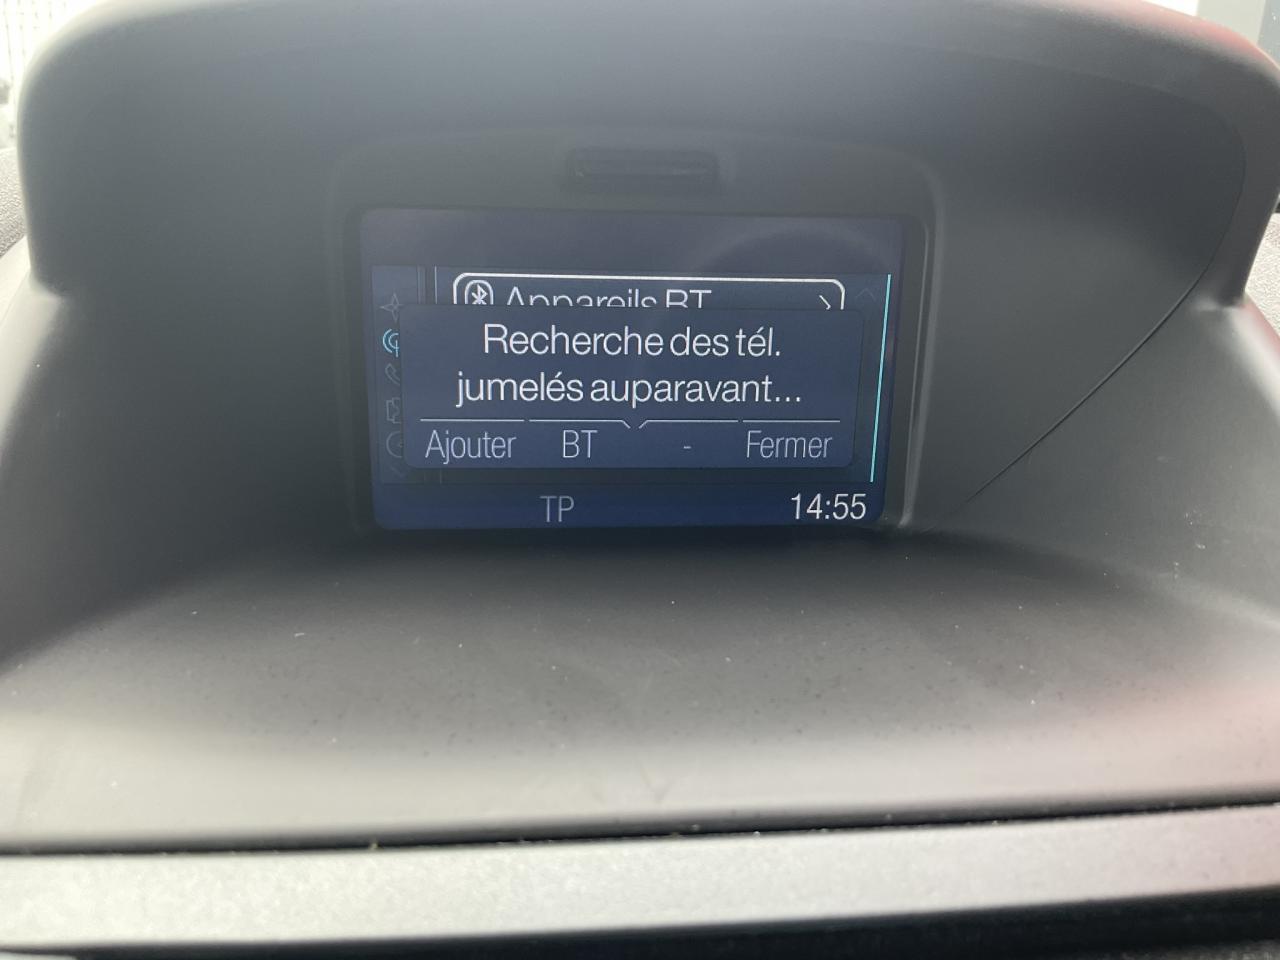 Appareils BT
Recherche des tél.
jumelés auparavant...
Ajouter BT - Fermer
TP 14:55